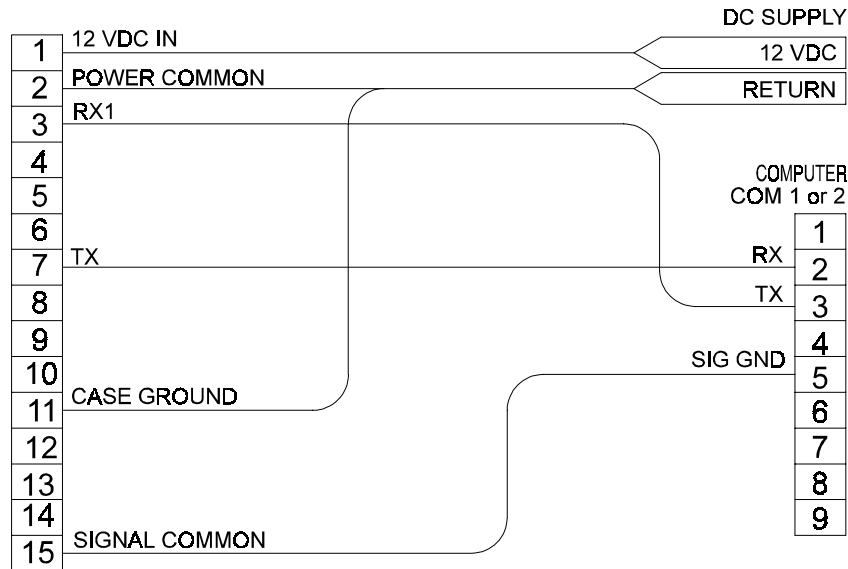 DC SUPPLY
1 12 VDC IN 12 VDC
2 POWER COMMON RETURN
3 RX1
4
5
6
7 TX
8
9
10
11 CASE GROUND
12
13
14
15 SIGNAL COMMON
COMPUTER
COM 1 or 2
1
RX 2
TX 3
4
SIG GND 5
6
7
8
9